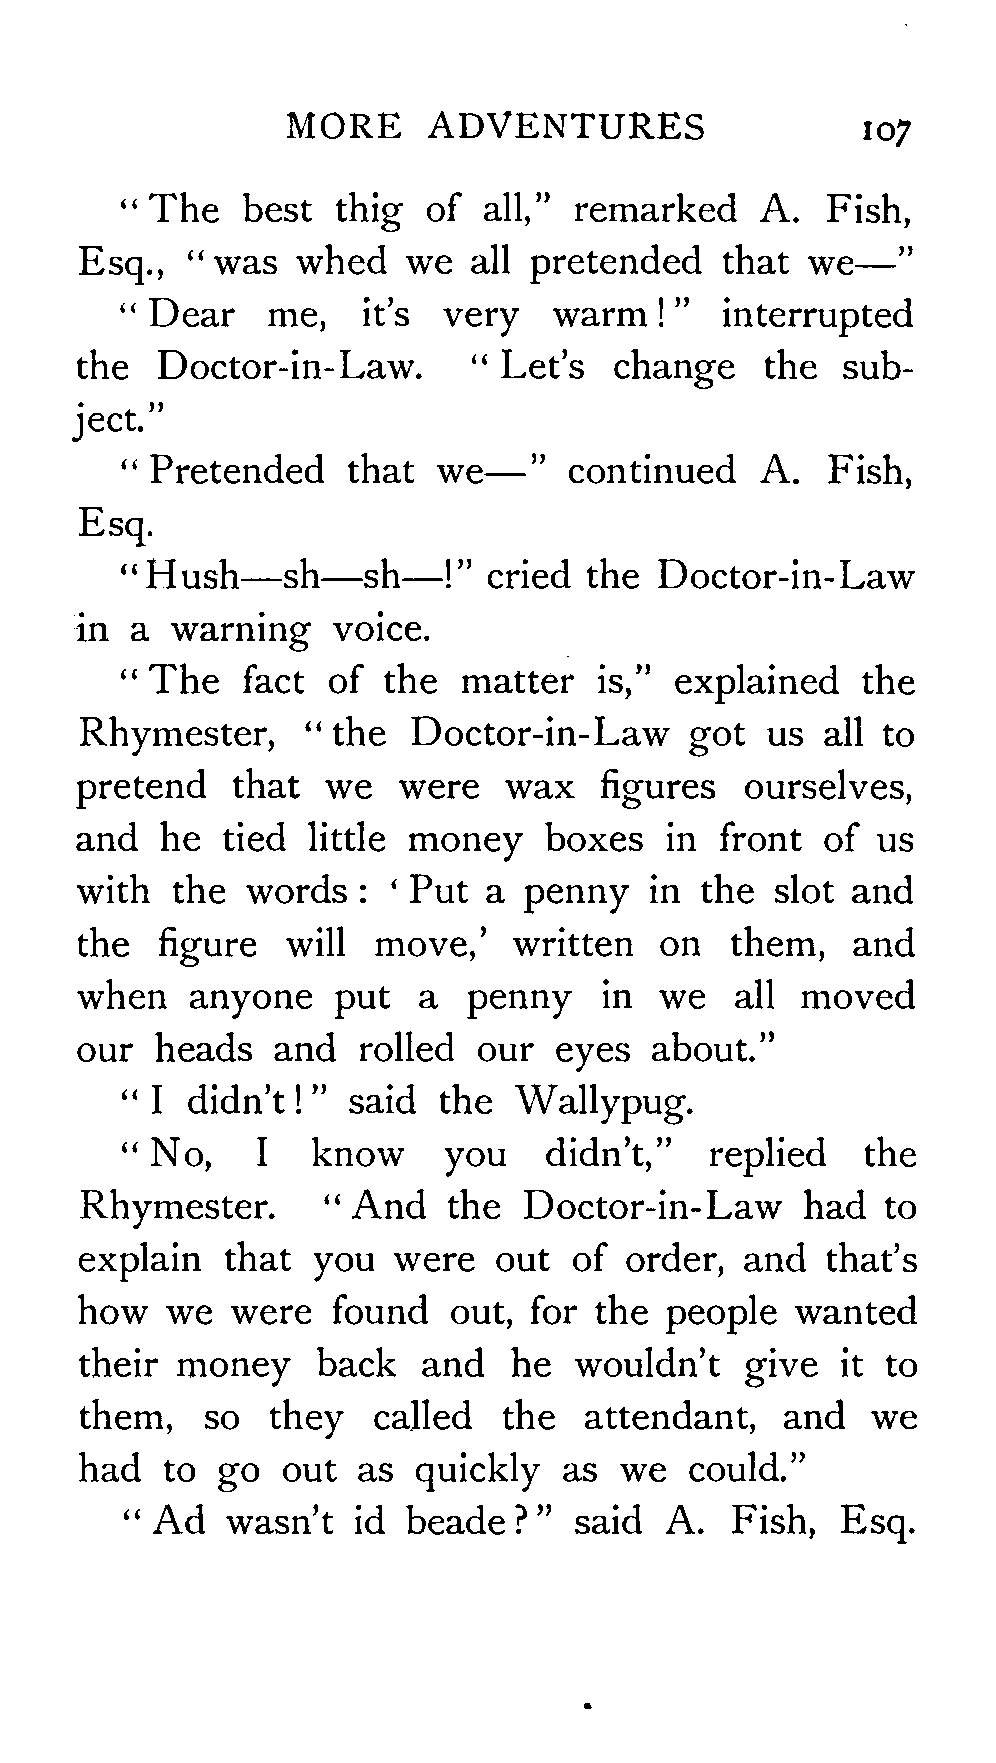 MORE ADVENTURES 107
"The best thig of all," remarked A. Fish,
Esq., "was whed we all pretended that we—"
"Dear me, it's very warm!" interrupted
the Doctor-in-Law. "Let's change the sub-
ject."
"Pretended that we—" continued A. Fish,
Esq.
"Hush—sh—sh—!" cried the Doctor-in-Law
in a warning voice.
"The fact of the matter is," explained the
Rhymester, "the Doctor-in-Law got us all to
pretend that we were wax figures ourselves,
and he tied little money boxes in front of us
with the words: 'Put a penny in the slot and
the figure will move,' written on them, and
when anyone put a penny in we all moved
our heads and rolled our eyes about."
"I didn't!" said the Wallypug.
"No, I know you didn't," replied the
Rhymester. "And the Doctor-in-Law had to
explain that you were out of order, and that's
how we were found out, for the people wanted
their money back and he wouldn't give it to
them, so they called the attendant, and we
had to go out as quickly as we could."
"Ad wasn't id beade?" said A. Fish, Esq.